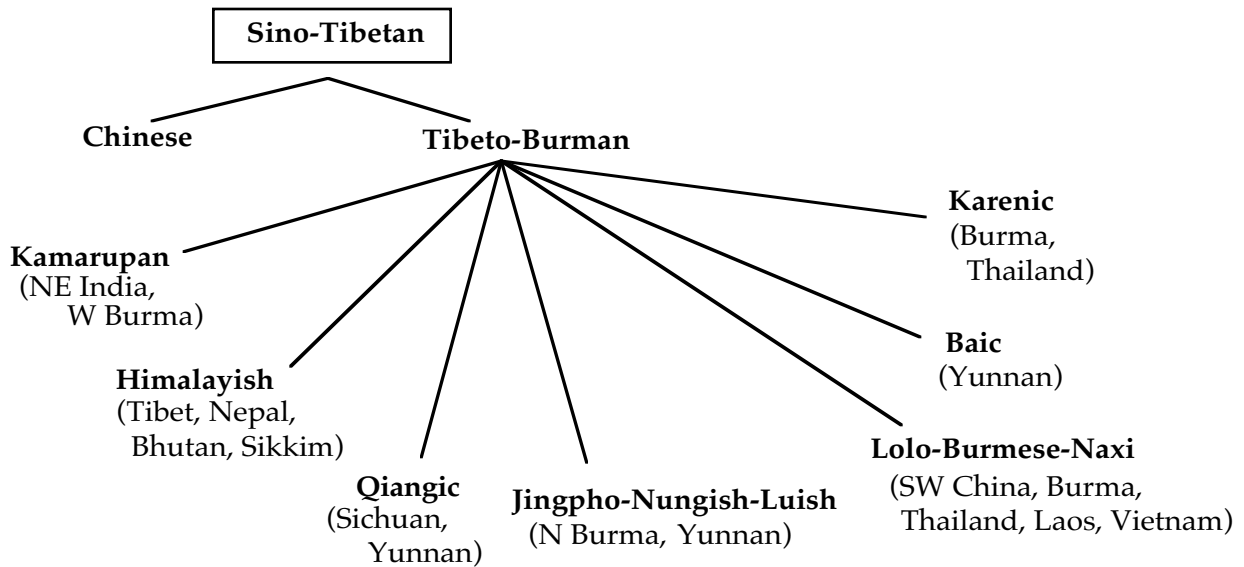 Sino-Tibetan
Chinese
Tibeto-Burman
Karenic
(Burma,
Thailand)
Kamarupan
(NE India,
W Burma)
Baic
(Yunnan)
Himalayish
(Tibet, Nepal,
Bhutan, Sikkim)
Lolo-Burmese-Naxi
(SW China, Burma,
Thailand, Laos, Vietnam)
Qiangic
(Sichuan,
Yunnan)
Jingpho-Nungish-Luish
(N Burma, Yunnan)